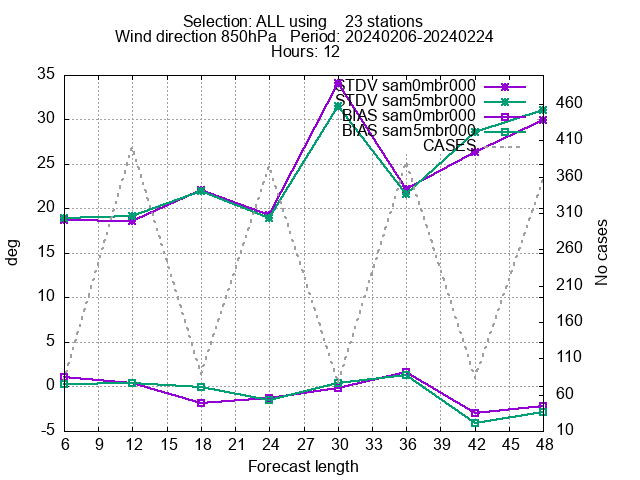 Selection: ALL using    23 stations
Wind direction 850hPa   Period: 20240206-20240224
Hours: 12
STDV sam0mbr000
STDV sam5mbr000
BIAS sam0mbr000
BIAS sam5mbr000
CASES
35
30
25
20
15
10
5
0
-5
deg
460
410
360
310
260
210
160
110
60
10
No cases
6 9 12 15 18 21 24 27 30 33 36 39 42 45 48
Forecast length